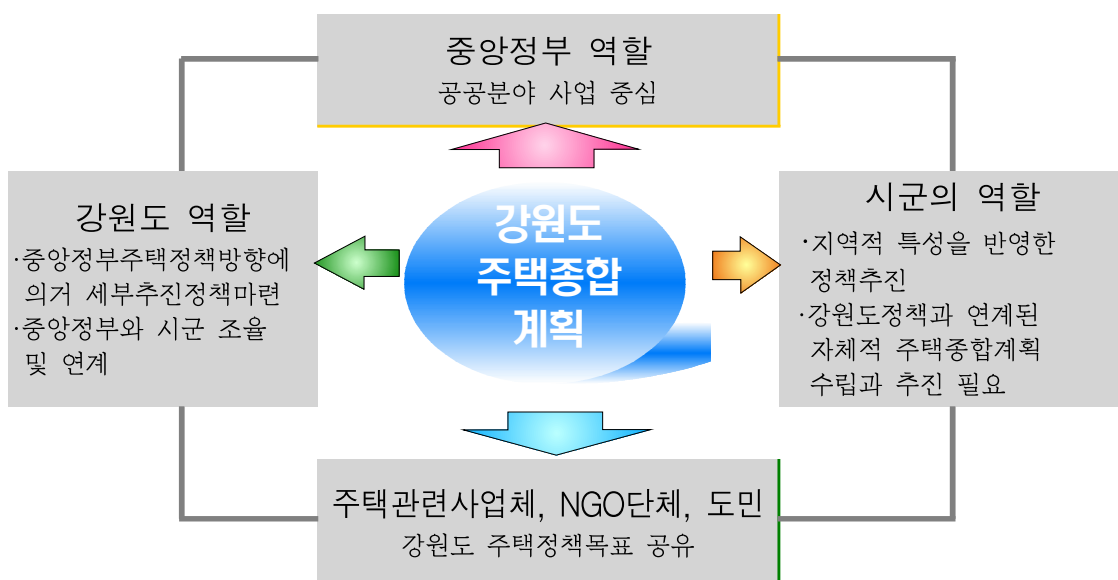 중앙정부 역할
공공분야 사업 중심
강원도 역할
·중앙정부주택정책방향에
의거 세부추진정책마련
·중앙정부와 시군 조율
및 연계
강원도
주택종합
계획
시군의 역할
·지역적 특성을 반영한
정책추진
·강원도정책과 연계된
자체적 주택종합계획
수립과 추진 필요
주택관련사업체, NGO단체, 도민
강원도 주택정책목표 공유